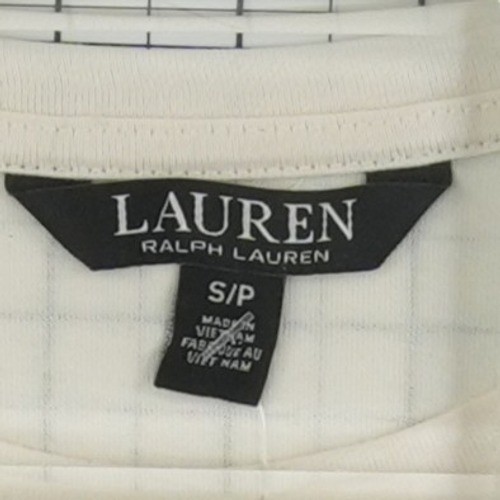 LAUREN
RALPH LAUREN
S/P
MADE IN
VIETNAM
FABRIQUE AU
VIET NAM